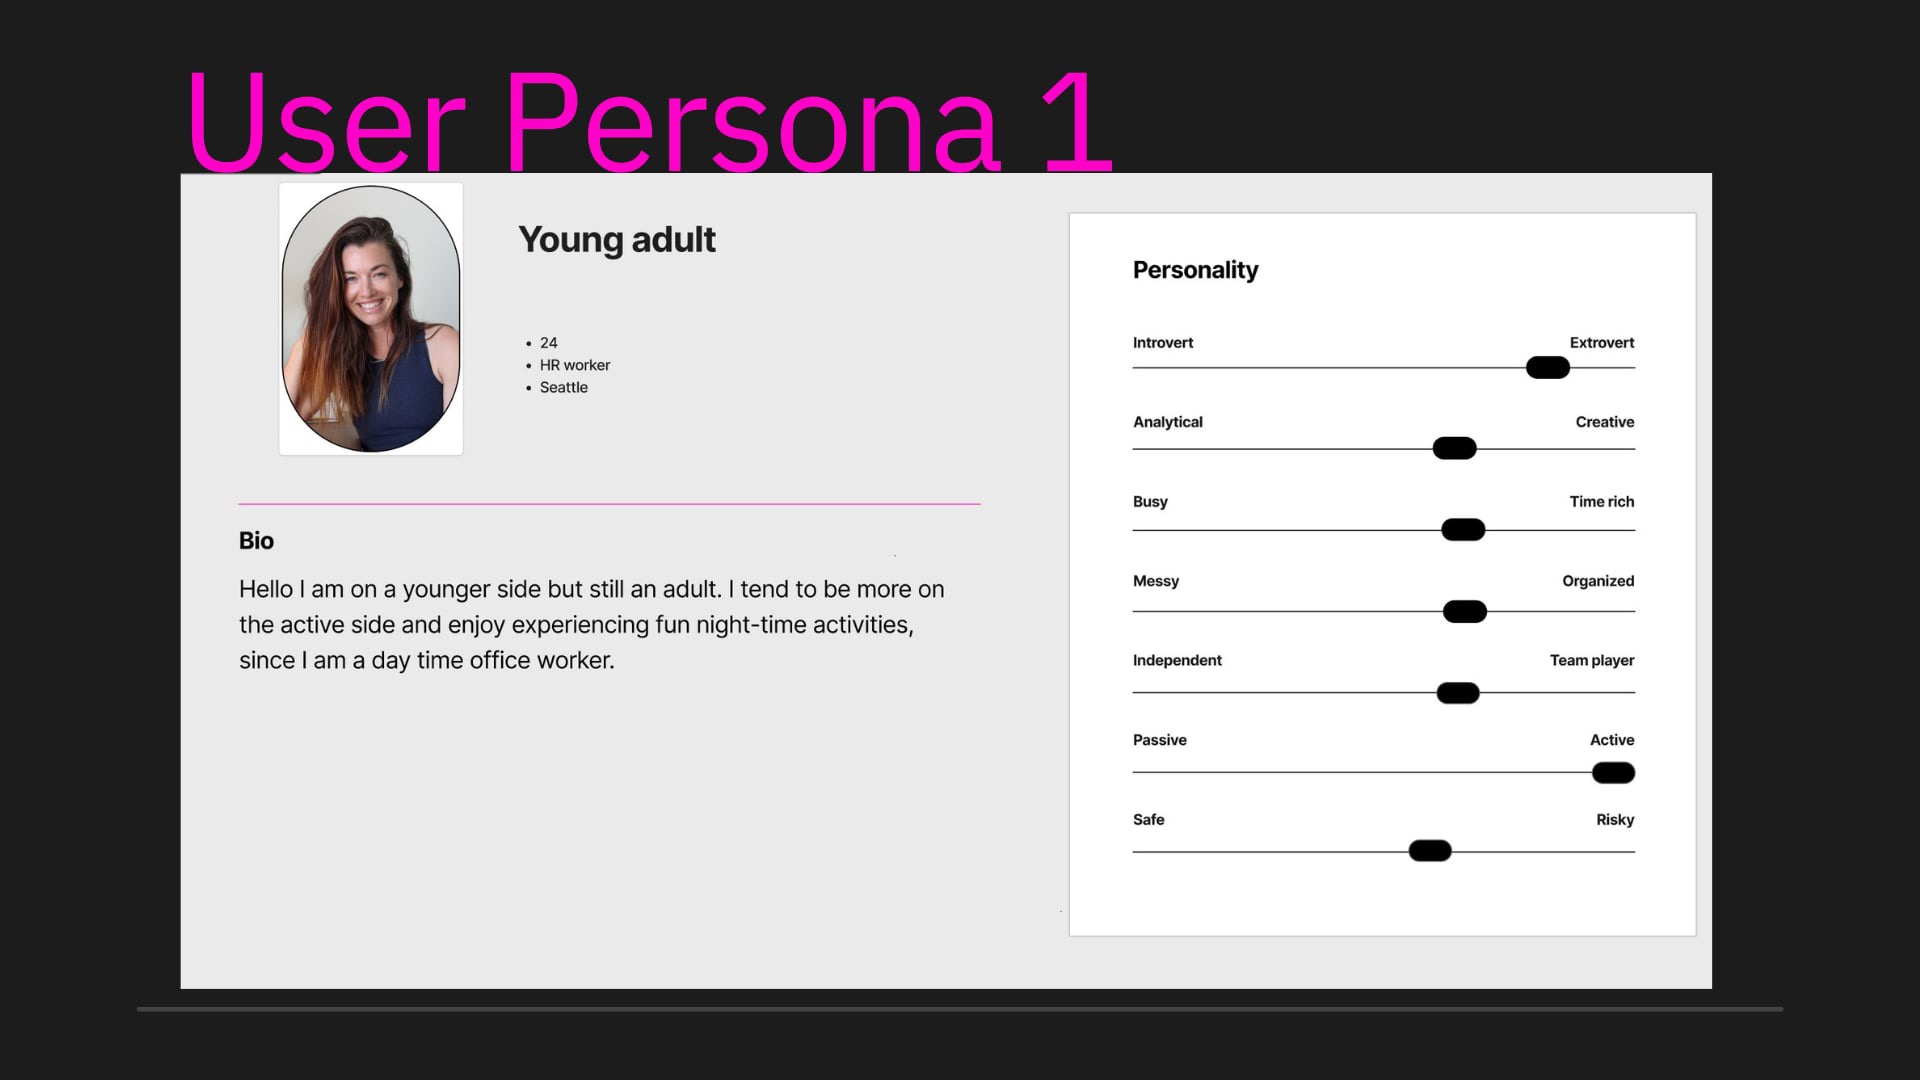 User Persona 1
Young adult
• 24
• HR worker
• Seattle
Bio
Hello I am on a younger side but still an adult. I tend to be more on
the active side and enjoy experiencing fun night-time activities,
since I am a day time office worker.
Personality
Introvert Extrovert
Analytical Creative
Busy Time rich
Messy Organized
Independent Team player
Passive Active
Safe Risky